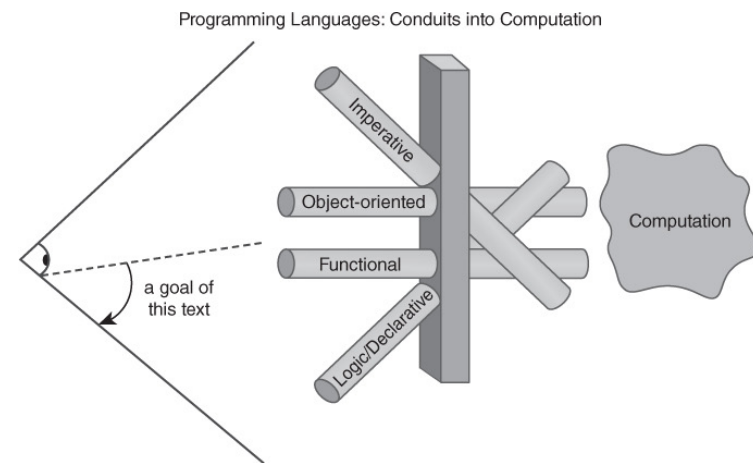 Programming Languages: Conduits into Computation
Imperative
Object-oriented
Computation
Functional
a goal of
this text
Logic/Declarative